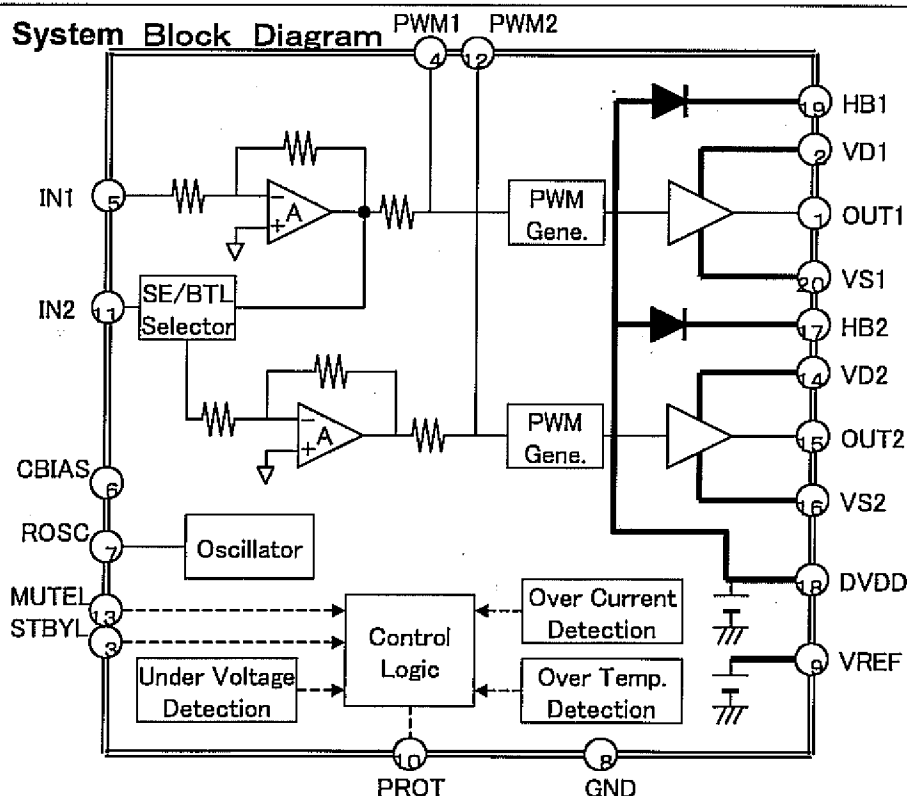 System Block Diagram
PWM1 PWM2
4 12
19 HB1
2 VD1
IN1 5
- A +
PWM Gene.
1 OUT1
20 VS1
IN2 11
SE/BTL Selector
17 HB2
14 VD2
- A +
PWM Gene.
15 OUT2
CBIAS 6
16 VS2
ROSC 7
Oscillator
18 DVDD
MUTEL 13
STBYL 3
Control Logic
Over Current Detection
9 VREF
Under Voltage Detection
Over Temp. Detection
10 8
PROT GND